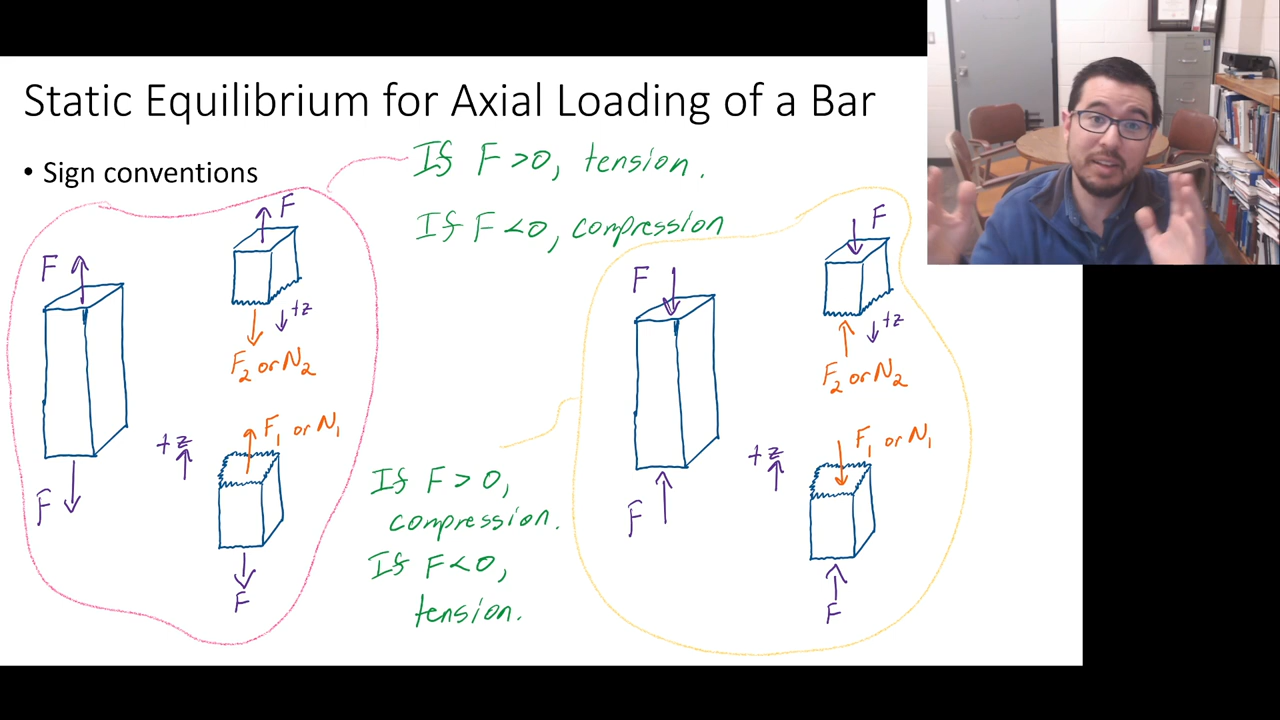 Static Equilibrium for Axial Loading of a Bar
• Sign conventions
If F >0, tension.
If F <0, compression
F
F
F
+z
F2 or N2
+z
F1 or N1
F
If F > 0,
compression.
If F <0,
tension.
F
F
F
+z
F2 or N2
+z
F1 or N1
F